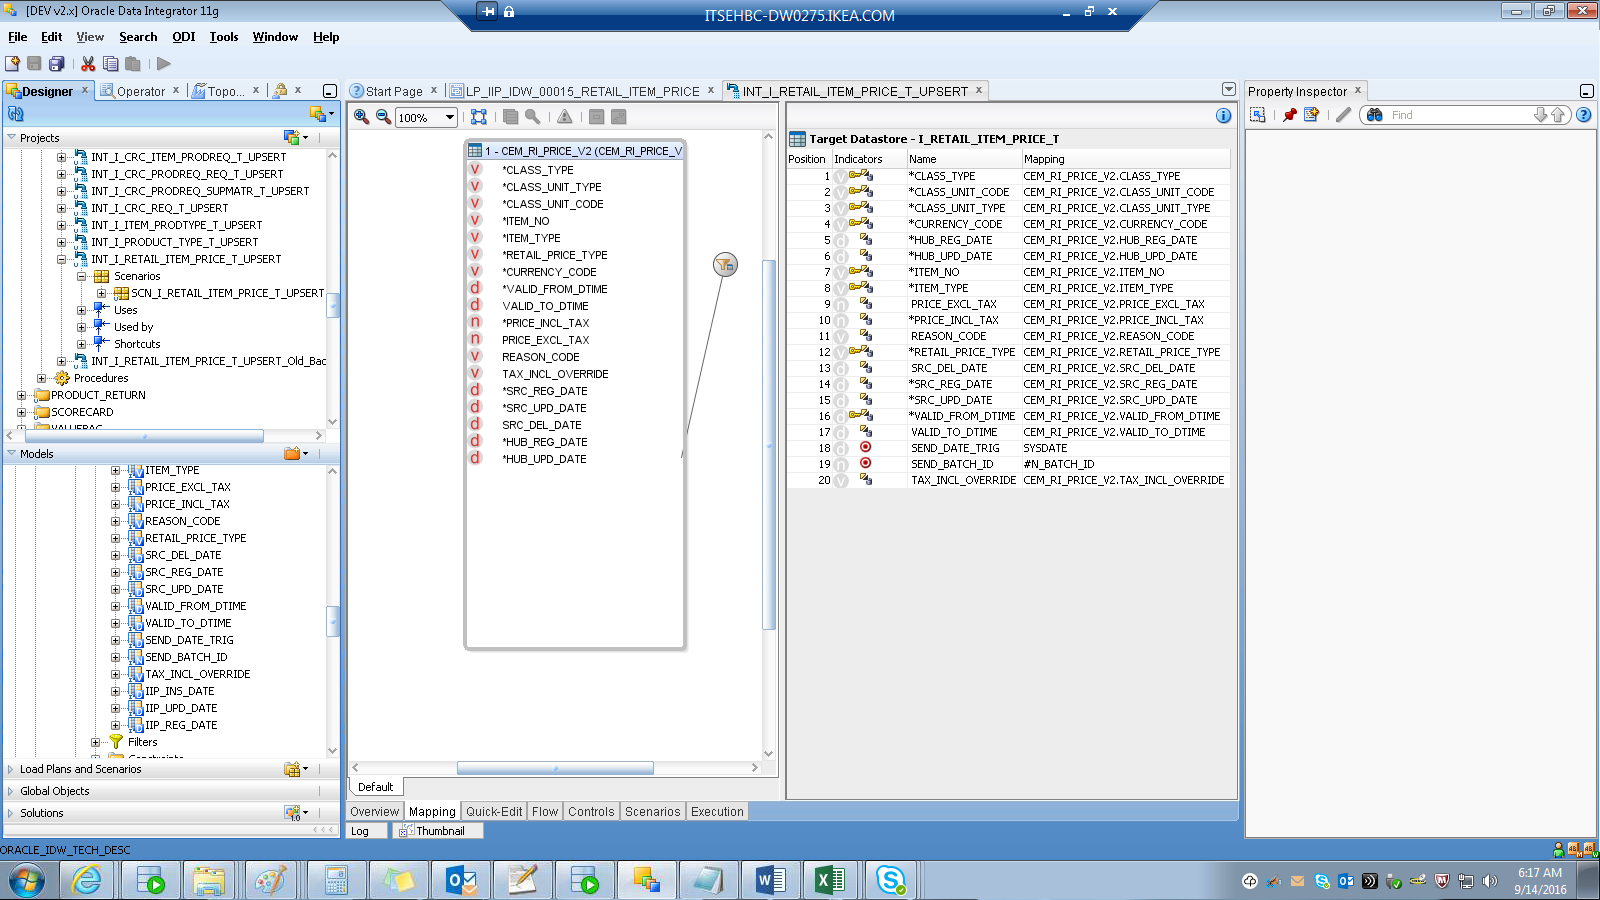 [DEV v2.x] Oracle Data Integrator 11g
ITSEHBC-DW0275.IKEA.COM
File Edit View Search ODI Tools Window Help
Designer
Operator
Topo...
Start Page
LP_IIP_IDW_00015_RETAIL_ITEM_PRICE
INT_I_RETAIL_ITEM_PRICE_T_UPSERT
Property Inspector
100%
Find
Projects
INT_I_CRC_ITEM_PRODREQ_T_UPSERT
INT_I_CRC_PRODREQ_REQ_T_UPSERT
INT_I_CRC_PRODREQ_SUPMATR_T_UPSERT
INT_I_CRC_REQ_T_UPSERT
INT_I_ITEM_PRODTYPE_T_UPSERT
INT_I_PRODUCT_TYPE_T_UPSERT
INT_I_RETAIL_ITEM_PRICE_T_UPSERT
Scenarios
SCN_I_RETAIL_ITEM_PRICE_T_UPSERT
Uses
Used by
Shortcuts
INT_I_RETAIL_ITEM_PRICE_T_UPSERT_Old_Bac
Procedures
PRODUCT_RETURN
SCORECARD
Models
ITEM_TYPE
PRICE_EXCL_TAX
PRICE_INCL_TAX
REASON_CODE
RETAIL_PRICE_TYPE
SRC_DEL_DATE
SRC_REG_DATE
SRC_UPD_DATE
VALID_FROM_DTIME
VALID_TO_DTIME
SEND_DATE_TRIG
SEND_BATCH_ID
TAX_INCL_OVERRIDE
IIP_INS_DATE
IIP_UPD_DATE
IIP_REG_DATE
Filters
Load Plans and Scenarios
Global Objects
Solutions
1 - CEM_RI_PRICE_V2 (CEM_RI_PRICE_V
V *CLASS_TYPE
V *CLASS_UNIT_TYPE
V *CLASS_UNIT_CODE
V *ITEM_NO
V *ITEM_TYPE
V *RETAIL_PRICE_TYPE
V *CURRENCY_CODE
d *VALID_FROM_DTIME
d VALID_TO_DTIME
n *PRICE_INCL_TAX
n PRICE_EXCL_TAX
V REASON_CODE
V TAX_INCL_OVERRIDE
d *SRC_REG_DATE
d *SRC_UPD_DATE
d SRC_DEL_DATE
d *HUB_REG_DATE
d *HUB_UPD_DATE
Target Datastore - I_RETAIL_ITEM_PRICE_T
Position Indicators Name Mapping
1 v *CLASS_TYPE CEM_RI_PRICE_V2.CLASS_TYPE
2 v *CLASS_UNIT_CODE CEM_RI_PRICE_V2.CLASS_UNIT_CODE
3 v *CLASS_UNIT_TYPE CEM_RI_PRICE_V2.CLASS_UNIT_TYPE
4 v *CURRENCY_CODE CEM_RI_PRICE_V2.CURRENCY_CODE
5 d *HUB_REG_DATE CEM_RI_PRICE_V2.HUB_REG_DATE
6 d *HUB_UPD_DATE CEM_RI_PRICE_V2.HUB_UPD_DATE
7 v *ITEM_NO CEM_RI_PRICE_V2.ITEM_NO
8 v *ITEM_TYPE CEM_RI_PRICE_V2.ITEM_TYPE
9 n PRICE_EXCL_TAX CEM_RI_PRICE_V2.PRICE_EXCL_TAX
10 n *PRICE_INCL_TAX CEM_RI_PRICE_V2.PRICE_INCL_TAX
11 v REASON_CODE CEM_RI_PRICE_V2.REASON_CODE
12 v *RETAIL_PRICE_TYPE CEM_RI_PRICE_V2.RETAIL_PRICE_TYPE
13 d SRC_DEL_DATE CEM_RI_PRICE_V2.SRC_DEL_DATE
14 d *SRC_REG_DATE CEM_RI_PRICE_V2.SRC_REG_DATE
15 d *SRC_UPD_DATE CEM_RI_PRICE_V2.SRC_UPD_DATE
16 d *VALID_FROM_DTIME CEM_RI_PRICE_V2.VALID_FROM_DTIME
17 d VALID_TO_DTIME CEM_RI_PRICE_V2.VALID_TO_DTIME
18 d SEND_DATE_TRIG SYSDATE
19 n SEND_BATCH_ID #N_BATCH_ID
20 v TAX_INCL_OVERRIDE CEM_RI_PRICE_V2.TAX_INCL_OVERRIDE
Default
Overview Mapping Quick-Edit Flow Controls Scenarios Execution
Log Thumbnail
ORACLE_IDW_TECH_DESC
6:17 AM
9/14/2016